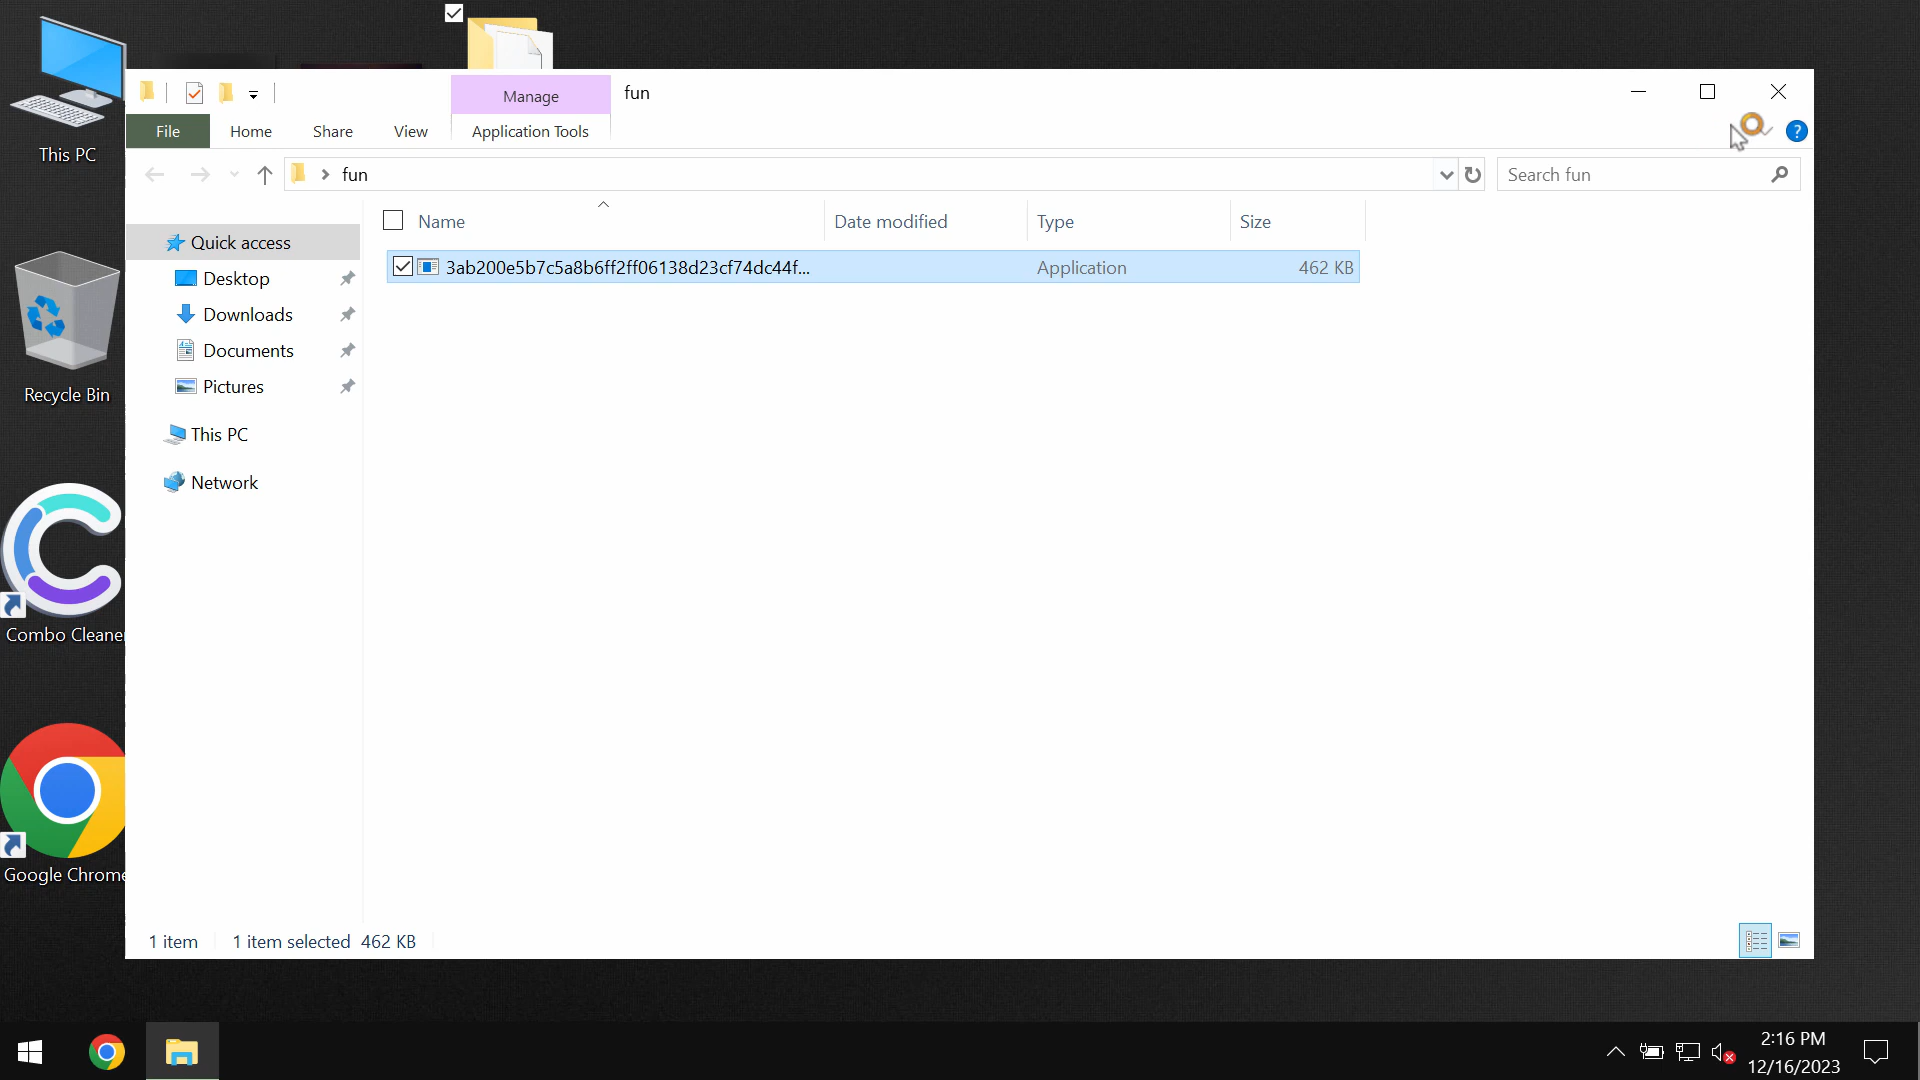 This PC
Recycle Bin
Combo Cleaner
Google Chrome
Manage
fun
File
Home
Share
View
Application Tools
?
fun
Search fun
Name
Date modified
Type
Size
Quick access
Desktop
Downloads
Documents
Pictures
This PC
Network
3ab200e5b7c5a8b6ff2ff06138d23cf74dc44f...
Application
462 KB
1 item
1 item selected 462 KB
2:16 PM
12/16/2023